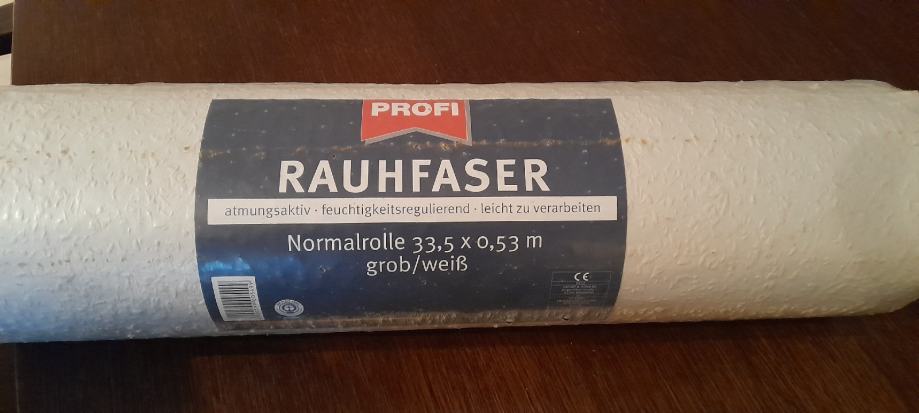 PROFI
RAUHFASER
atmungsaktiv · feuchtigkeitsregulierend · leicht zu verarbeiten
Normalrolle 33,5 x 0,53 m
grob/weiß
CE